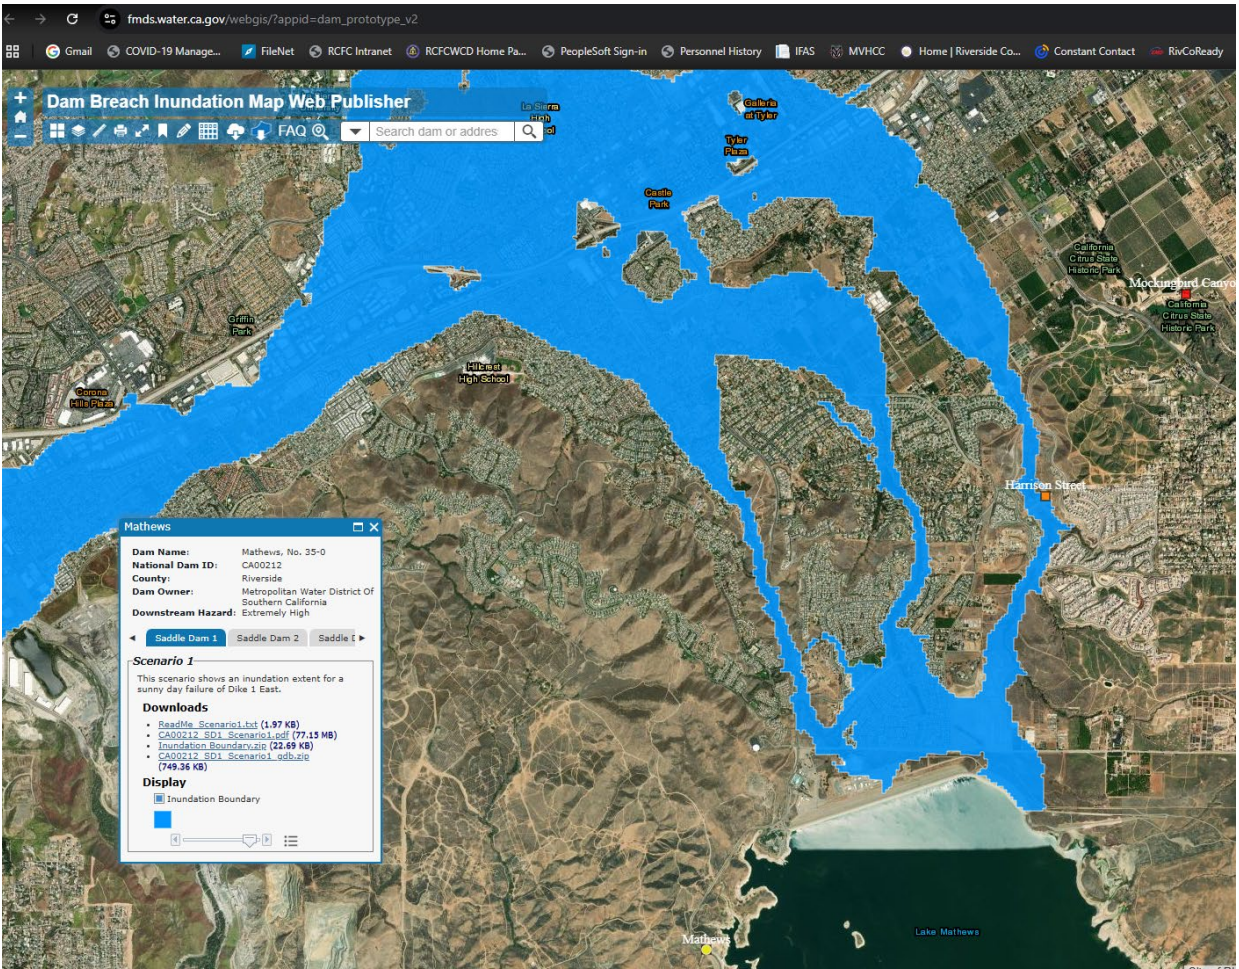 fmds.water.ca.gov/webgis/?appid=dam_prototype_v2
Gmail COVID-19 Manage... FileNet RCFC Intranet RCFCWCD Home Pa... PeopleSoft Sign-in Personnel History IFAS MVHCC Home | Riverside Co... Constant Contact RivCoReady
Dam Breach Inundation Map Web Publisher
FAQ Search dam or addres
La Sierra
High
Galleria
at Tyler
Tyler
Plaza
Castle
Park
California
Citrus State
Historic Park
Mockingbird Canyo
California
Citrus State
Historic Park
Griffin
Park
Hillcrest
High School
Corona
Hills Plaza
Harrison Street
Mathews
Dam Name: Mathews, No. 35-0
National Dam ID: CA00212
County: Riverside
Dam Owner: Metropolitan Water District Of
Southern California
Downstream Hazard: Extremely High
Saddle Dam 1 Saddle Dam 2 Saddle D
Scenario 1
This scenario shows an inundation extent for a
sunny day failure of Dike 1 East.
Downloads
ReadMe_Scenario1.txt (1.97 KB)
CA00212_SD1_Scenario1.pdf (77.15 MB)
Inundation Boundary.zip (22.69 KB)
CA00212_SD1_Scenario1_gdb.zip
(749.36 KB)
Display
Inundation Boundary
Lake Mathews
Mathews